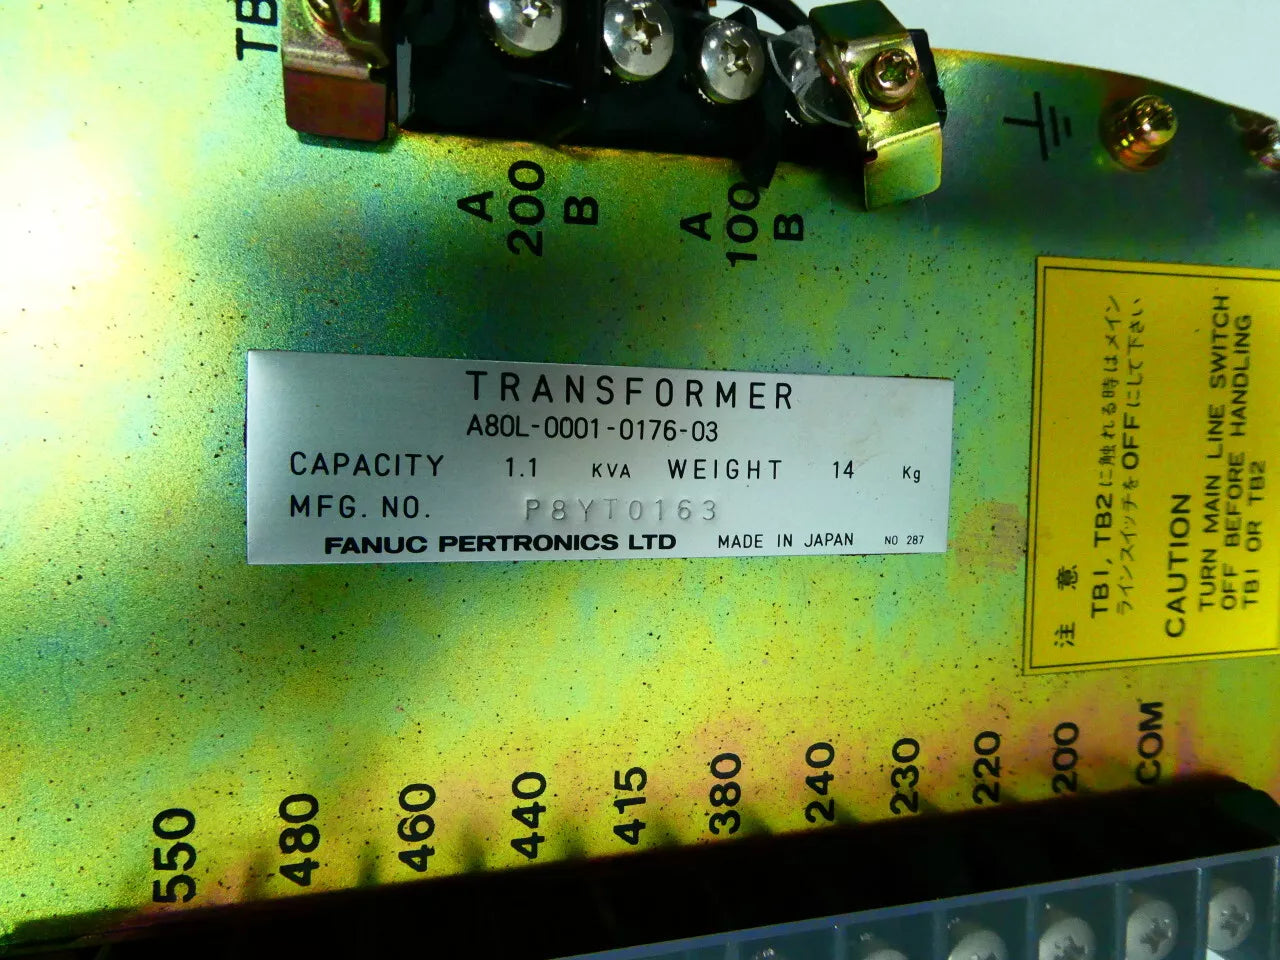 TB
A
200
B
A
100
B
TRANSFORMER
A80L-0001-0176-03
CAPACITY 1.1 KVA WEIGHT 14 Kg
MFG. NO. P8YT0163
FANUC PERTRONICS LTD MADE IN JAPAN NO 287
注 意
TB1, TB2に触れる時はメイン
ラインスイッチをOFFにして下さい
CAUTION
TURN MAIN LINE SWITCH
OFF BEFORE HANDLING
TB1 OR TB2
550
480
460
440
415
380
240
230
220
200
COM